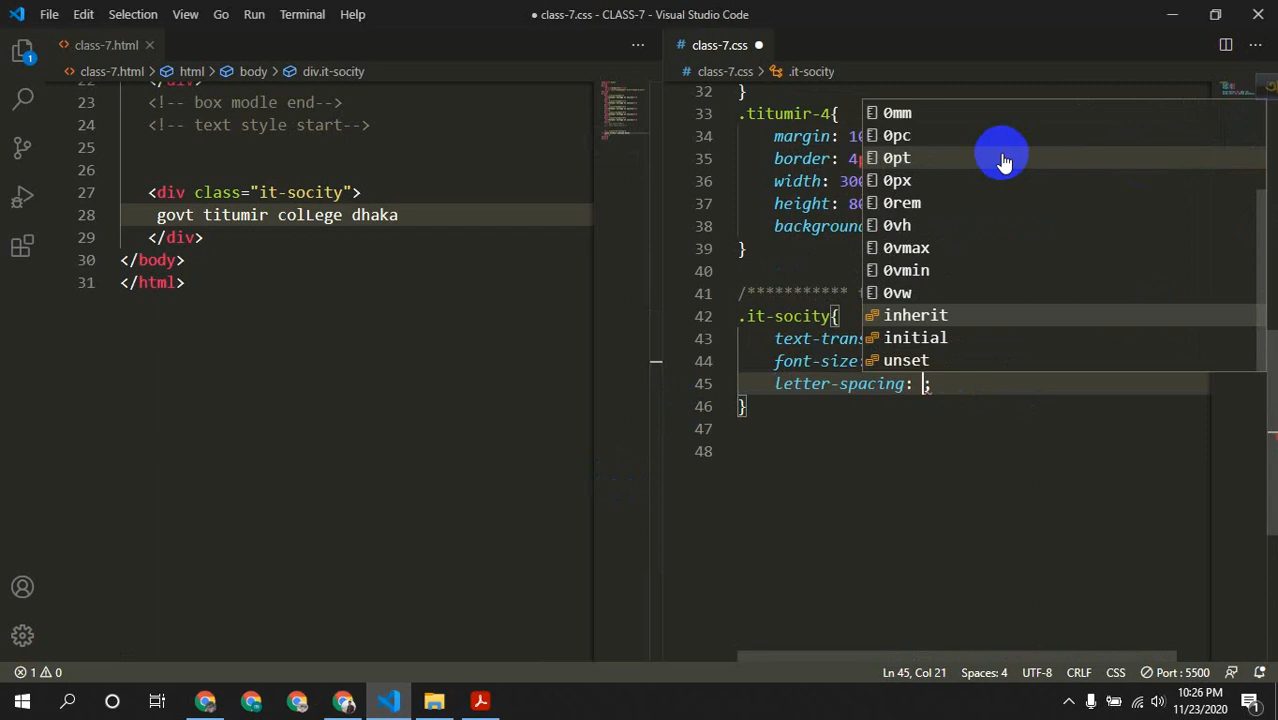 File Edit Selection View Go Run Terminal Help
● class-7.css - CLASS-7 - Visual Studio Code
class-7.html
class-7.html > html > body > div.it-socity
22 </div>
23 <!-- box modle end-->
24 <!-- text style start-->
25
26
27 <div class="it-socity">
28 govt titumir colLege dhaka
29 </div>
30 </body>
31 </html>
# class-7.css ●
# class-7.css > .it-socity
32 }
33 .titumir-4{
34 margin: 10
35 border: 4p
36 width: 300
37 height: 80
38 background
39 }
40
41 /*********** t
42 .it-socity{
43 text-trans
44 font-size:
45 letter-spacing: ;
46 }
47
48
0mm
0pc
0pt
0px
0rem
0vh
0vmax
0vmin
0vw
inherit
initial
unset
1
1 0
Ln 45, Col 21 Spaces: 4 UTF-8 CRLF CSS Port: 5500
10:26 PM
11/23/2020
1